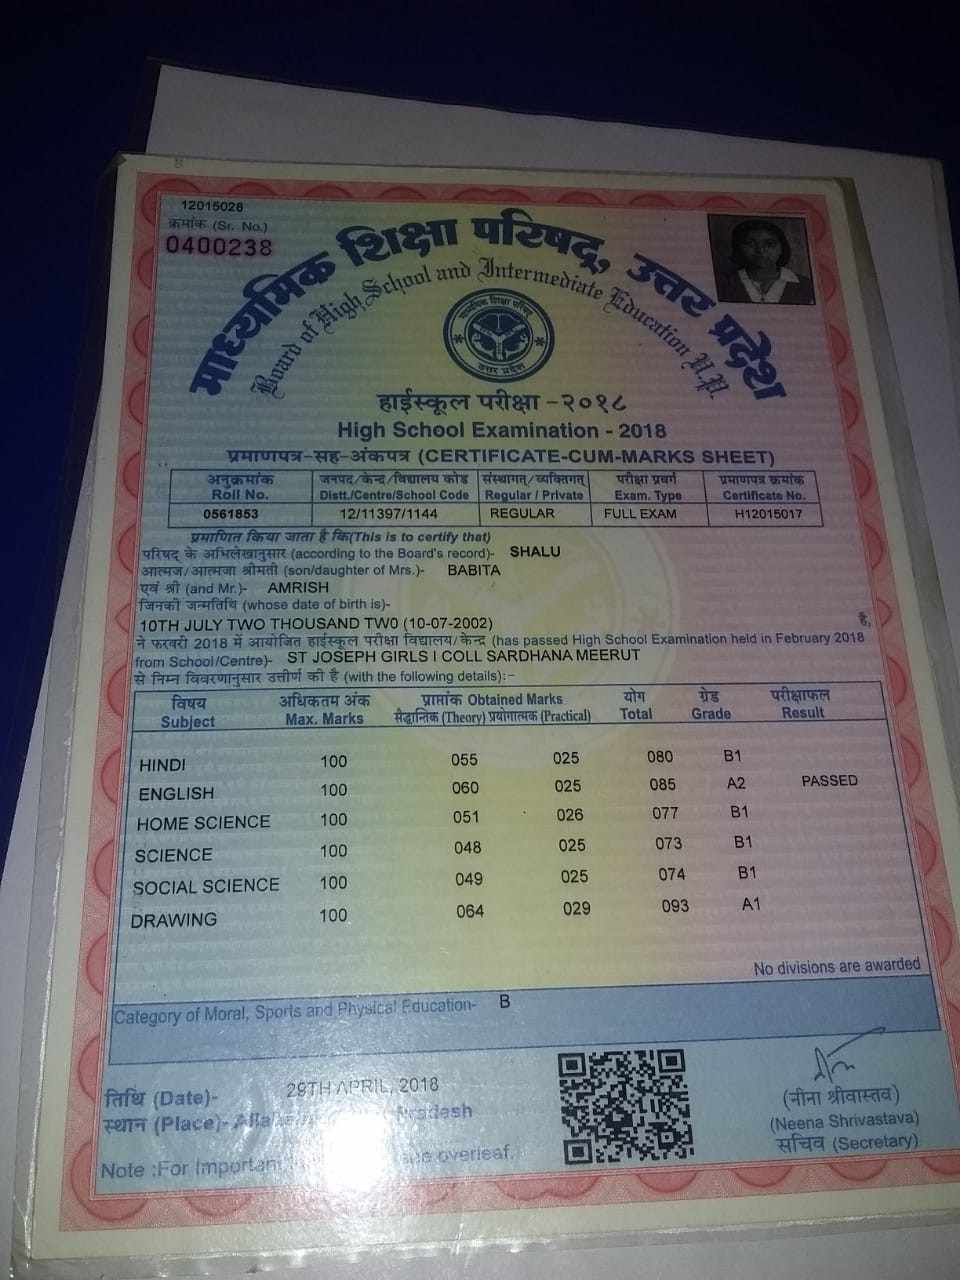 12015028
क्रमांक (Sr. No.)
0400238
माध्यमिक शिक्षा परिषद्, उत्तर प्रदेश
Board of High School and Intermediate Education U.P.
माध्यमिक शिक्षा परिषद
उत्तर प्रदेश
हाईस्कूल परीक्षा -२०१८
High School Examination - 2018
प्रमाणपत्र-सह-अंकपत्र (CERTIFICATE-CUM-MARKS SHEET)
अनुक्रमांक जनपद/केन्द्र/विद्यालय कोड संस्थागत/व्यक्तिगत परीक्षा प्रवर्ग प्रमाणपत्र क्रमांक
Roll No. Distt./Centre/School Code Regular / Private Exam. Type Certificate No.
0561853 12/11397/1144 REGULAR FULL EXAM H12015017
प्रमाणित किया जाता है कि(This is to certify that)
परिषद के अभिलेखानुसार (according to the Board's record)- SHALU
आत्मज/आत्मजा श्रीमती (son/daughter of Mrs.)- BABITA
एवं श्री (and Mr.)- AMRISH
जिनकी जन्मतिथि (whose date of birth is)-
10TH JULY TWO THOUSAND TW0 (10-07-2002) है,
ने फरवरी 2018 में आयोजित हाईस्कूल परीक्षा विद्यालय/केन्द्र (has passed High School Examination held in February 2018
from School/Centre)- ST JOSEPH GIRLS I COLL SARDHANA MEERUT
से निम्न विवरणानुसार उत्तीर्ण की है (with the following details):-
विषय अधिकतम अंक प्राप्तांक Obtained Marks योग ग्रेड परीक्षाफल
Subject Max. Marks सैद्धान्तिक (Theory) प्रयोगात्मक (Practical) Total Grade Result
HINDI 100 055 025 080 B1
ENGLISH 100 060 025 085 A2 PASSED
HOME SCIENCE 100 051 026 077 B1
SCIENCE 100 048 025 073 B1
SOCIAL SCIENCE 100 049 025 074 B1
DRAWING 100 064 029 093 A1
No divisions are awarded
Category of Moral, Sports and Physical Education- B
तिथि (Date)- 29TH APRIL, 2018
स्थान (Place)- Pradesh
Note :For Important overleaf.
(नीना श्रीवास्तव)
(Neena Shrivastava)
सचिव (Secretary)